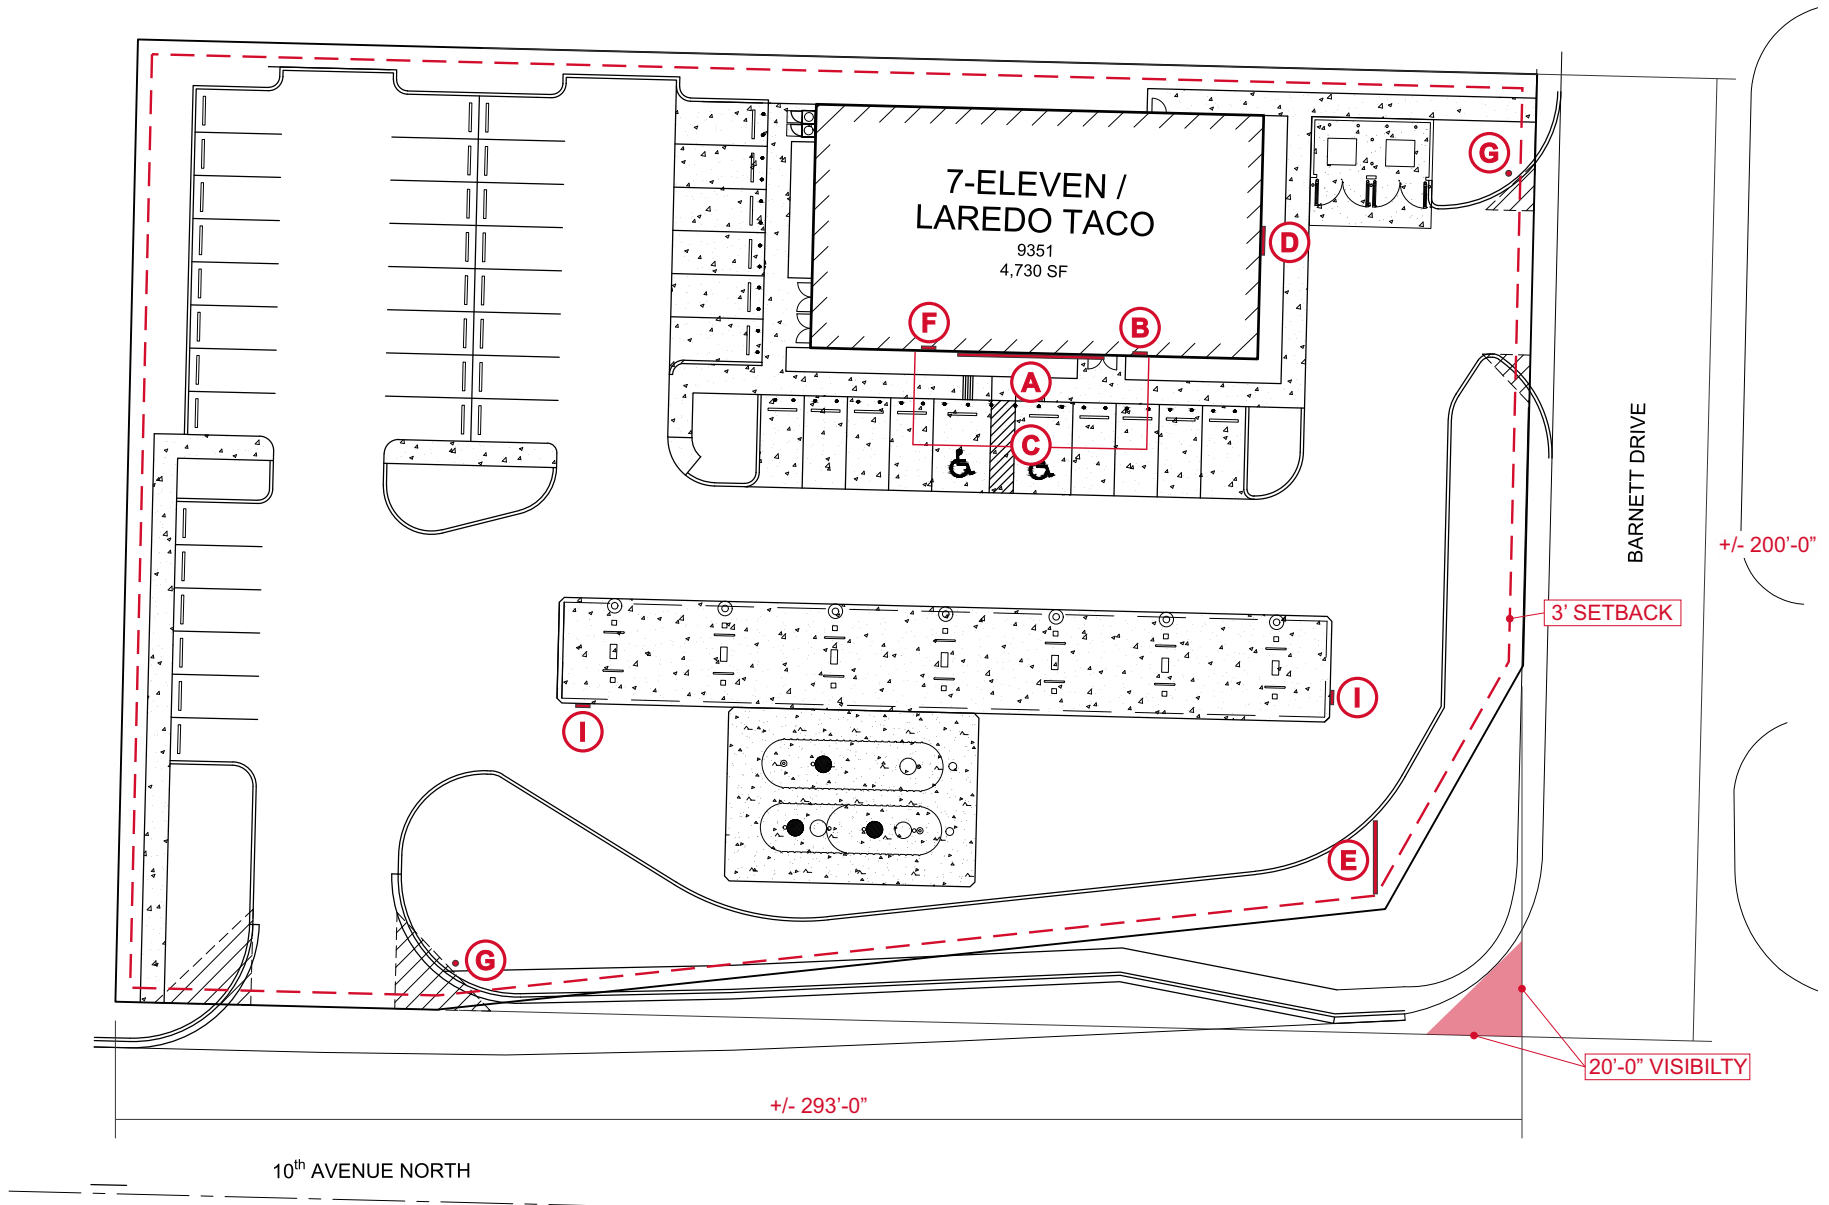 G
7-ELEVEN /
LAREDO TACO
9351
4,730 SF
D
F
B
A
C
BARNETT DRIVE
+/- 200’-0”
3’ SETBACK
I
I
E
G
20’-0” VISIBILTY
+/- 293’-0”
10th AVENUE NORTH